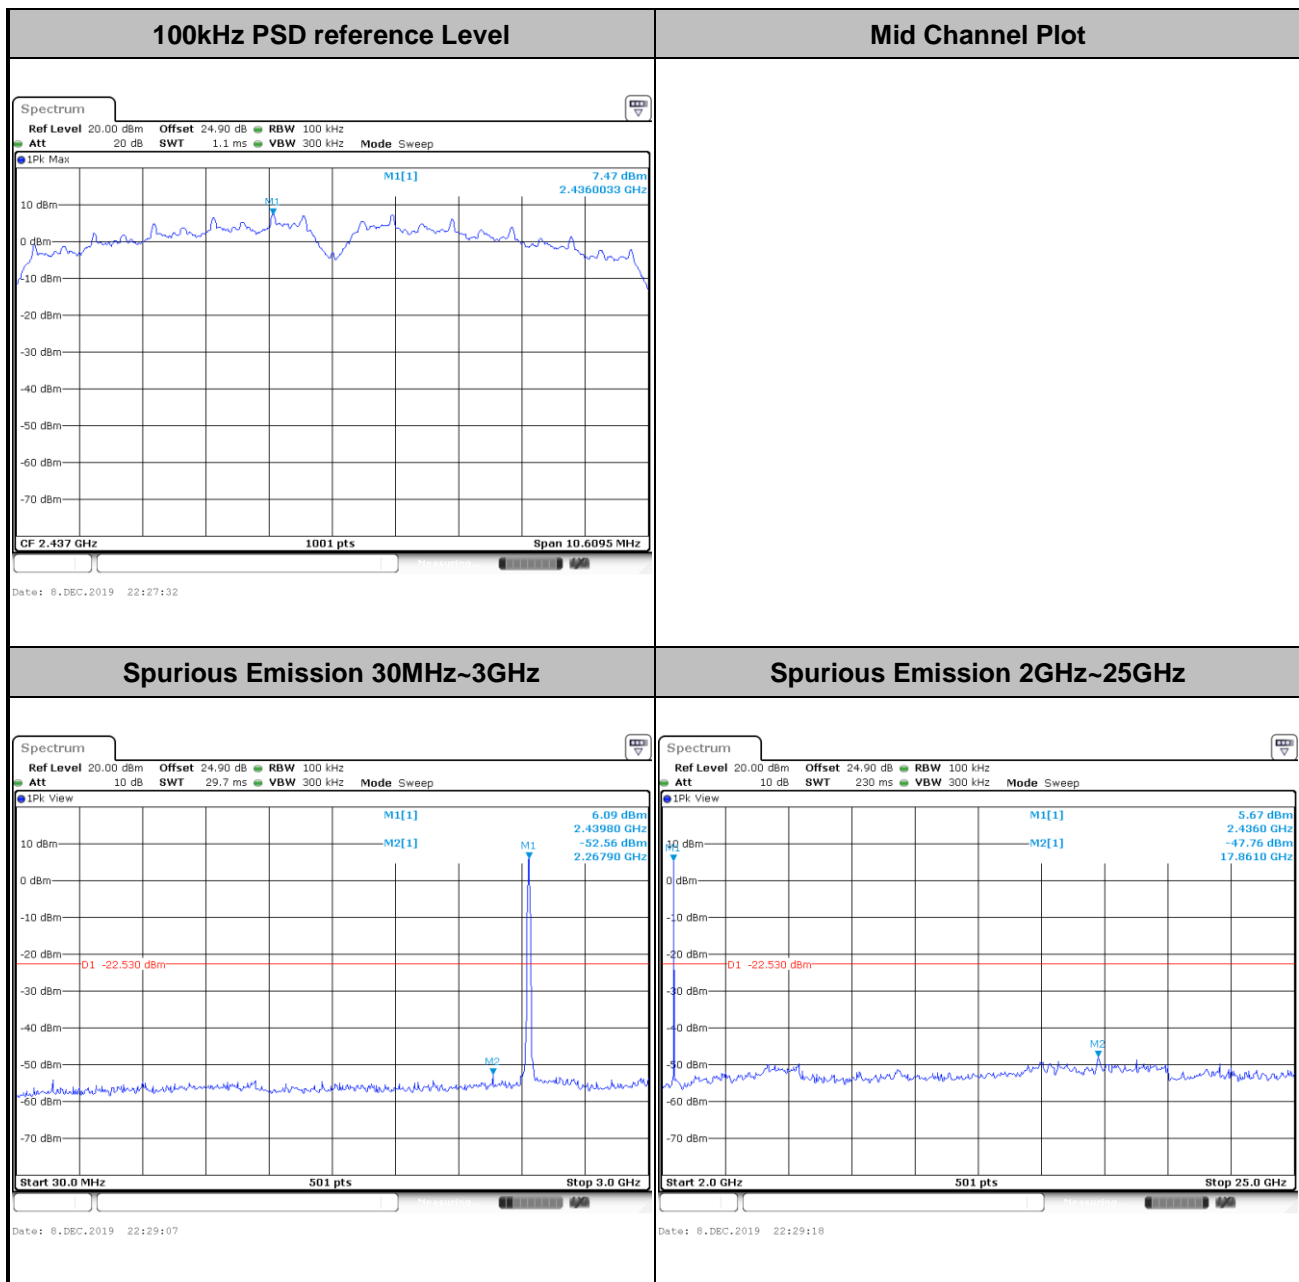 100kHz PSD reference Level
Mid Channel Plot
Spectrum
Ref Level 20.00 dBm Offset 24.90 dB RBW 100 kHz
Att 20 dB SWT 1.1 ms VBW 300 kHz Mode Sweep
1Pk Max
M1[1] 7.47 dBm
2.4360033 GHz
M1
10 dBm
0 dBm
-10 dBm
-20 dBm
-30 dBm
-40 dBm
-50 dBm
-60 dBm
-70 dBm
CF 2.437 GHz 1001 pts Span 10.6095 MHz
Measuring...
Date: 8.DEC.2019 22:27:32
Spurious Emission 30MHz~3GHz
Spurious Emission 2GHz~25GHz
Spectrum
Ref Level 20.00 dBm Offset 24.90 dB RBW 100 kHz
Att 10 dB SWT 29.7 ms VBW 300 kHz Mode Sweep
1Pk View
M1[1] 6.09 dBm
2.43980 GHz
M2[1] -52.56 dBm
2.26790 GHz
M1
10 dBm
0 dBm
-10 dBm
-20 dBm
D1 -22.530 dBm
-30 dBm
-40 dBm
-50 dBm
M2
-60 dBm
-70 dBm
Start 30.0 MHz 501 pts Stop 3.0 GHz
Date: 8.DEC.2019 22:29:07
Spectrum
Ref Level 20.00 dBm Offset 24.90 dB RBW 100 kHz
Att 10 dB SWT 230 ms VBW 300 kHz Mode Sweep
1Pk View
M1[1] 5.67 dBm
2.4360 GHz
M2[1] -47.76 dBm
17.8610 GHz
10 dBm
M1
0 dBm
-10 dBm
-20 dBm
D1 -22.530 dBm
-30 dBm
-40 dBm
M2
-50 dBm
-60 dBm
-70 dBm
Start 2.0 GHz 501 pts Stop 25.0 GHz
Date: 8.DEC.2019 22:29:18